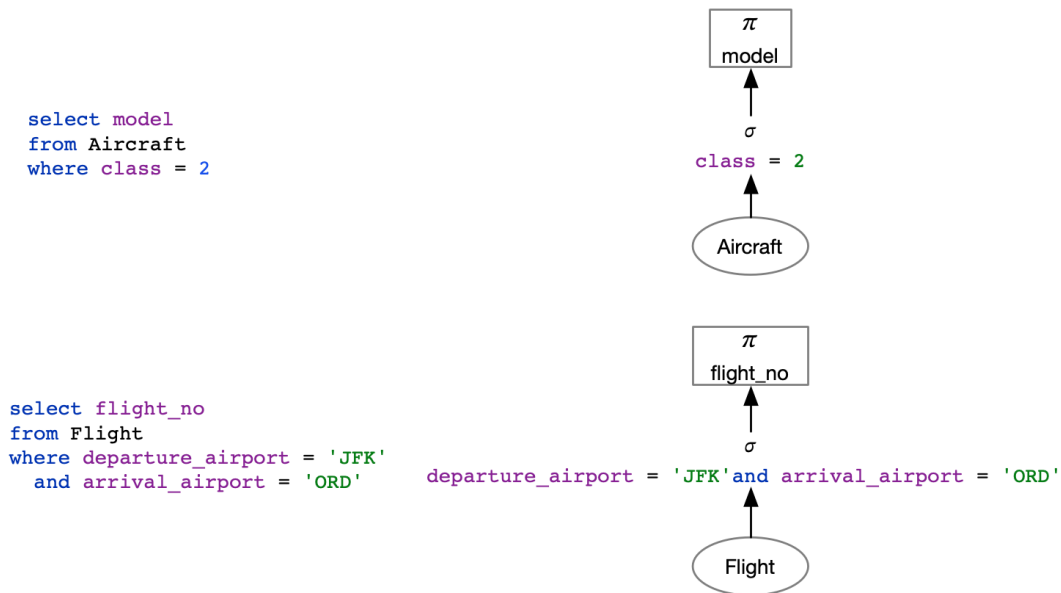 π
model
select model
from Aircraft
where class = 2
σ
class = 2
Aircraft
π
flight_no
select flight_no
from Flight
where departure_airport = 'JFK'
and arrival_airport = 'ORD'
σ
departure_airport = 'JFK'and arrival_airport = 'ORD'
Flight